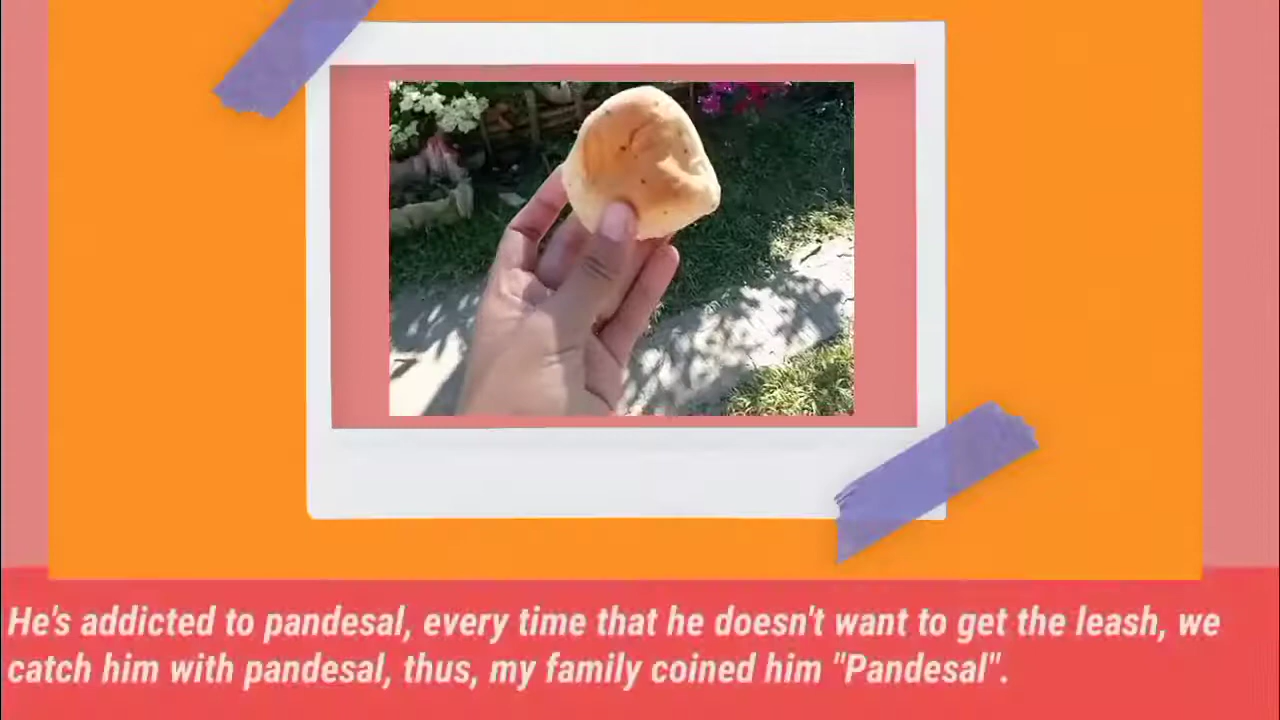 He's addicted to pandesal, every time that he doesn't want to get the leash, we
catch him with pandesal, thus, my family coined him "Pandesal".